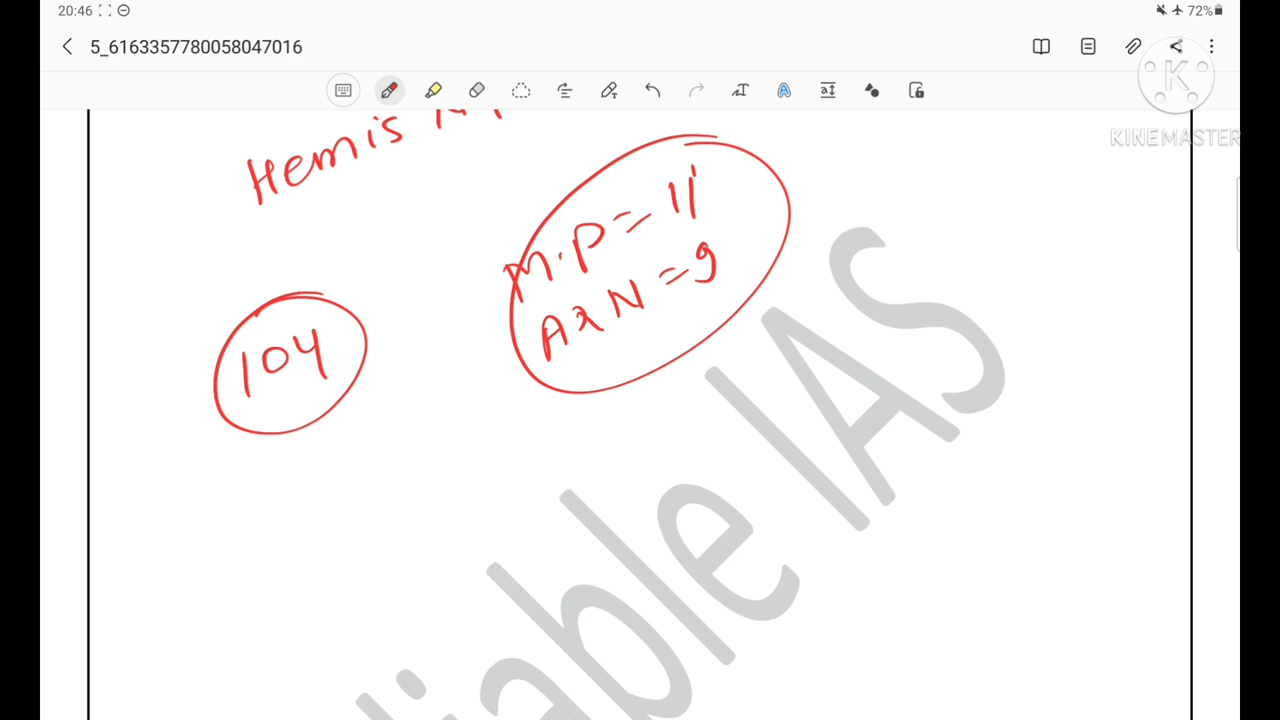 20:46
72%
5_6163357780058047016
K
KINEMASTER
Hemis
M.P = 11
A&N = 9
104
liable IAS